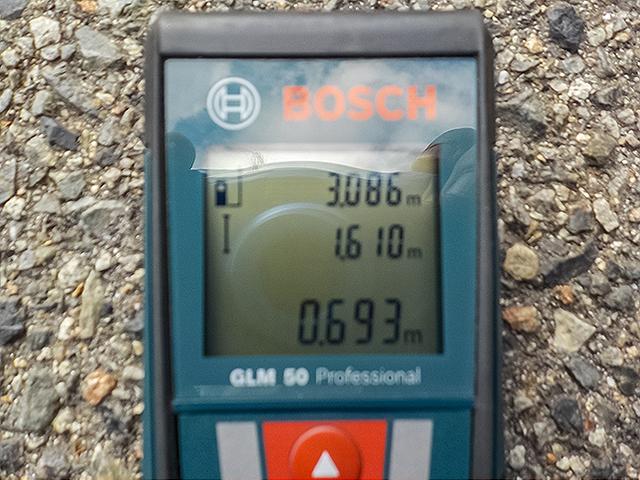 BOSCH
3.086 m
1.610 m
0.693 m
GLM 50 Professional